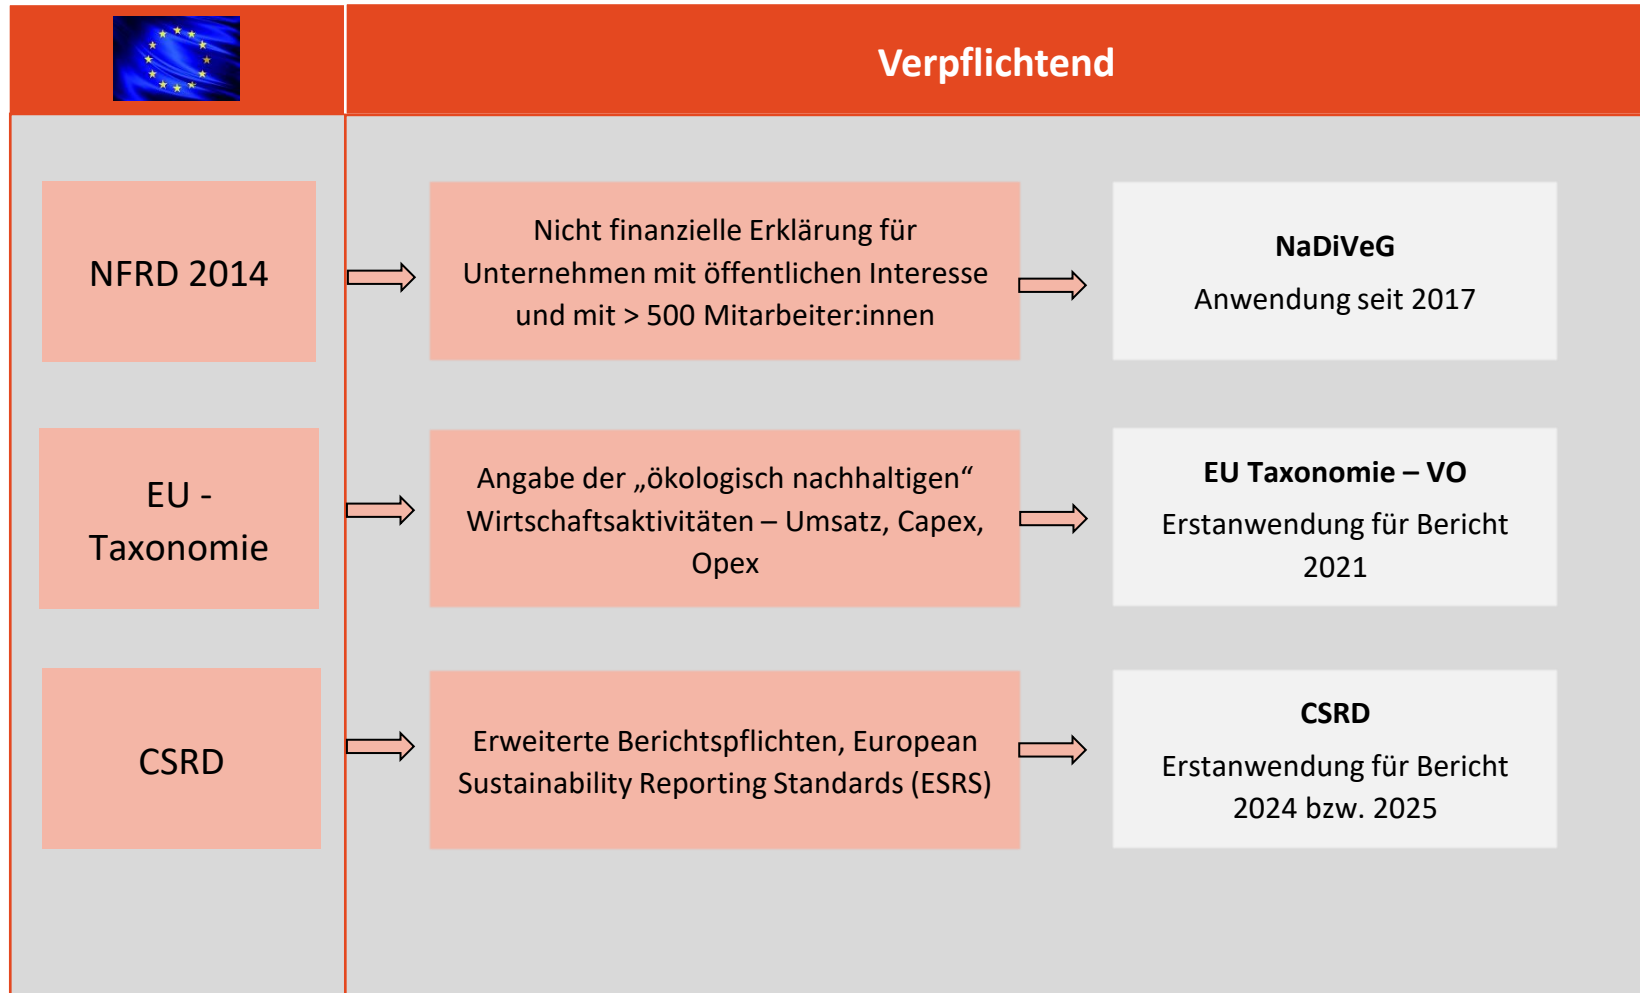 Verpflichtend
NFRD 2014
Nicht finanzielle Erklärung für
Unternehmen mit öffentlichen Interesse
und mit > 500 Mitarbeiter:innen
NaDiVeG
Anwendung seit 2017
EU -
Taxonomie
Angabe der „ökologisch nachhaltigen“
Wirtschaftsaktivitäten – Umsatz, Capex,
Opex
EU Taxonomie – VO
Erstanwendung für Bericht
2021
CSRD
Erweiterte Berichtspflichten, European
Sustainability Reporting Standards (ESRS)
CSRD
Erstanwendung für Bericht
2024 bzw. 2025